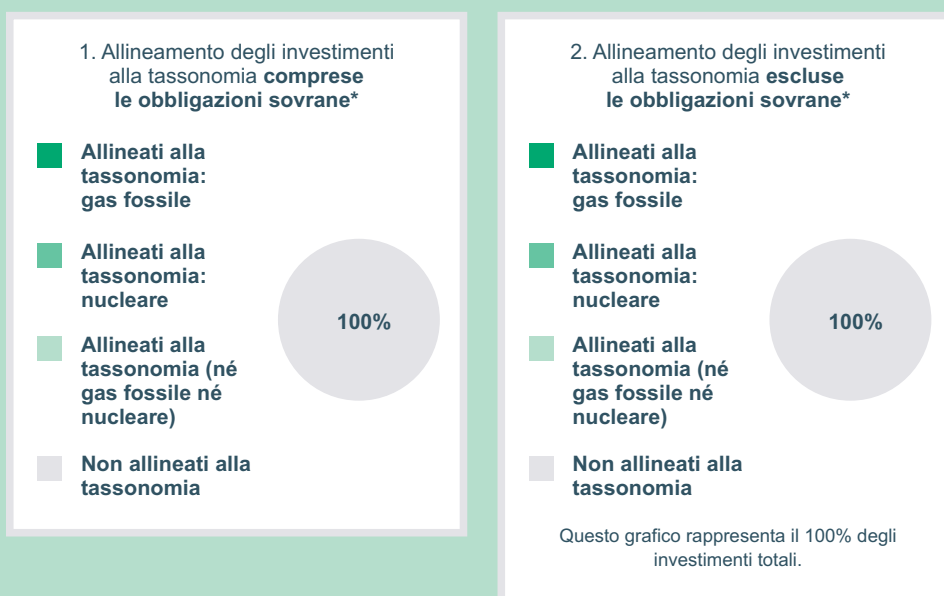 1. Allineamento degli investimenti
alla tassonomia comprese
le obbligazioni sovrane*
Allineati alla
tassonomia:
gas fossile
Allineati alla
tassonomia:
nucleare
Allineati alla
tassonomia (né
gas fossile né
nucleare)
Non allineati alla
tassonomia
100%
2. Allineamento degli investimenti
alla tassonomia escluse
le obbligazioni sovrane*
Allineati alla
tassonomia:
gas fossile
Allineati alla
tassonomia:
nucleare
Allineati alla
tassonomia (né
gas fossile né
nucleare)
Non allineati alla
tassonomia
100%
Questo grafico rappresenta il 100% degli
investimenti totali.